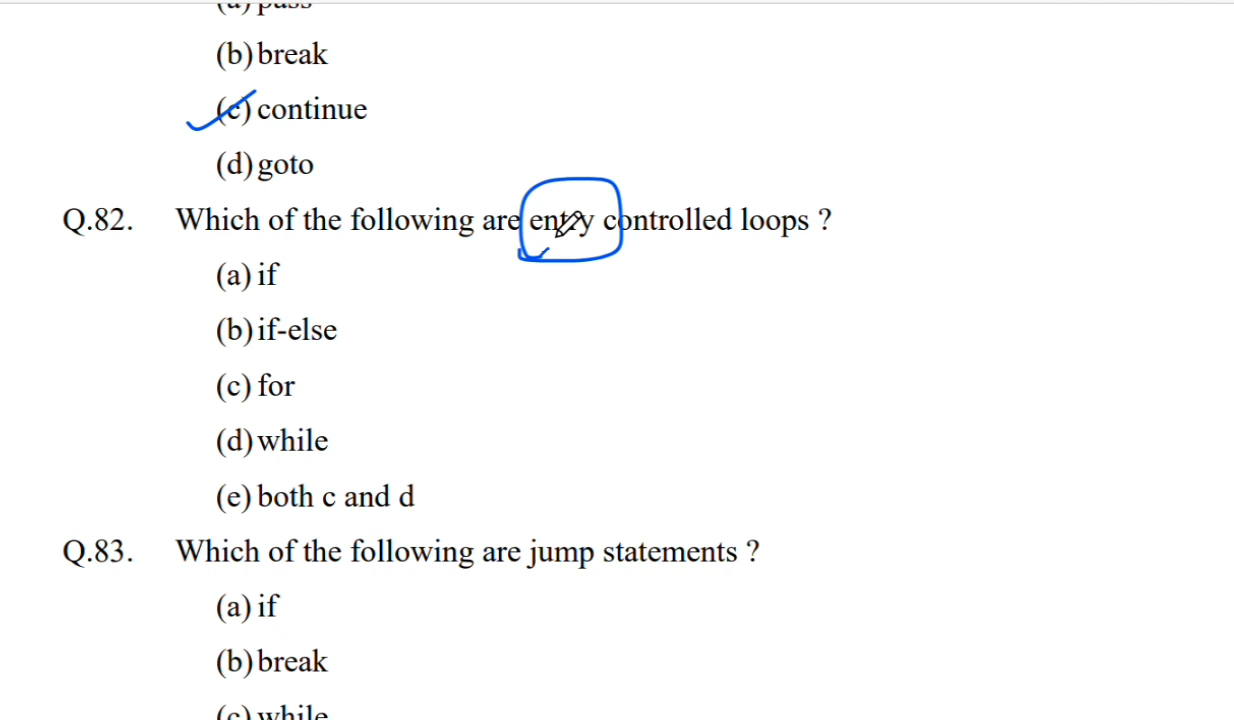 (b) break
(c) continue
(d) goto
Q.82. Which of the following are entry controlled loops ?
(a) if
(b) if-else
(c) for
(d) while
(e) both c and d
Q.83. Which of the following are jump statements ?
(a) if
(b) break
(c) while